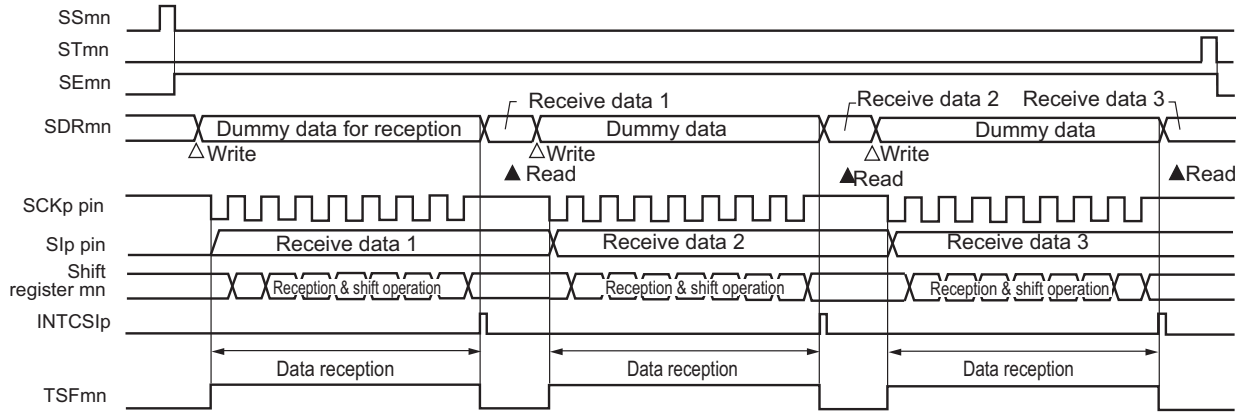 SSmn
STmn
SEmn
Receive data 1
Receive data 2
Receive data 3
SDRmn
Dummy data for reception
Dummy data
Dummy data
Write
Write
Write
Read
Read
Read
SCKp pin
SIp pin
Receive data 1
Receive data 2
Receive data 3
Shift
register mn
Reception & shift operation
Reception & shift operation
Reception & shift operation
INTCSIp
Data reception
Data reception
Data reception
TSFmn